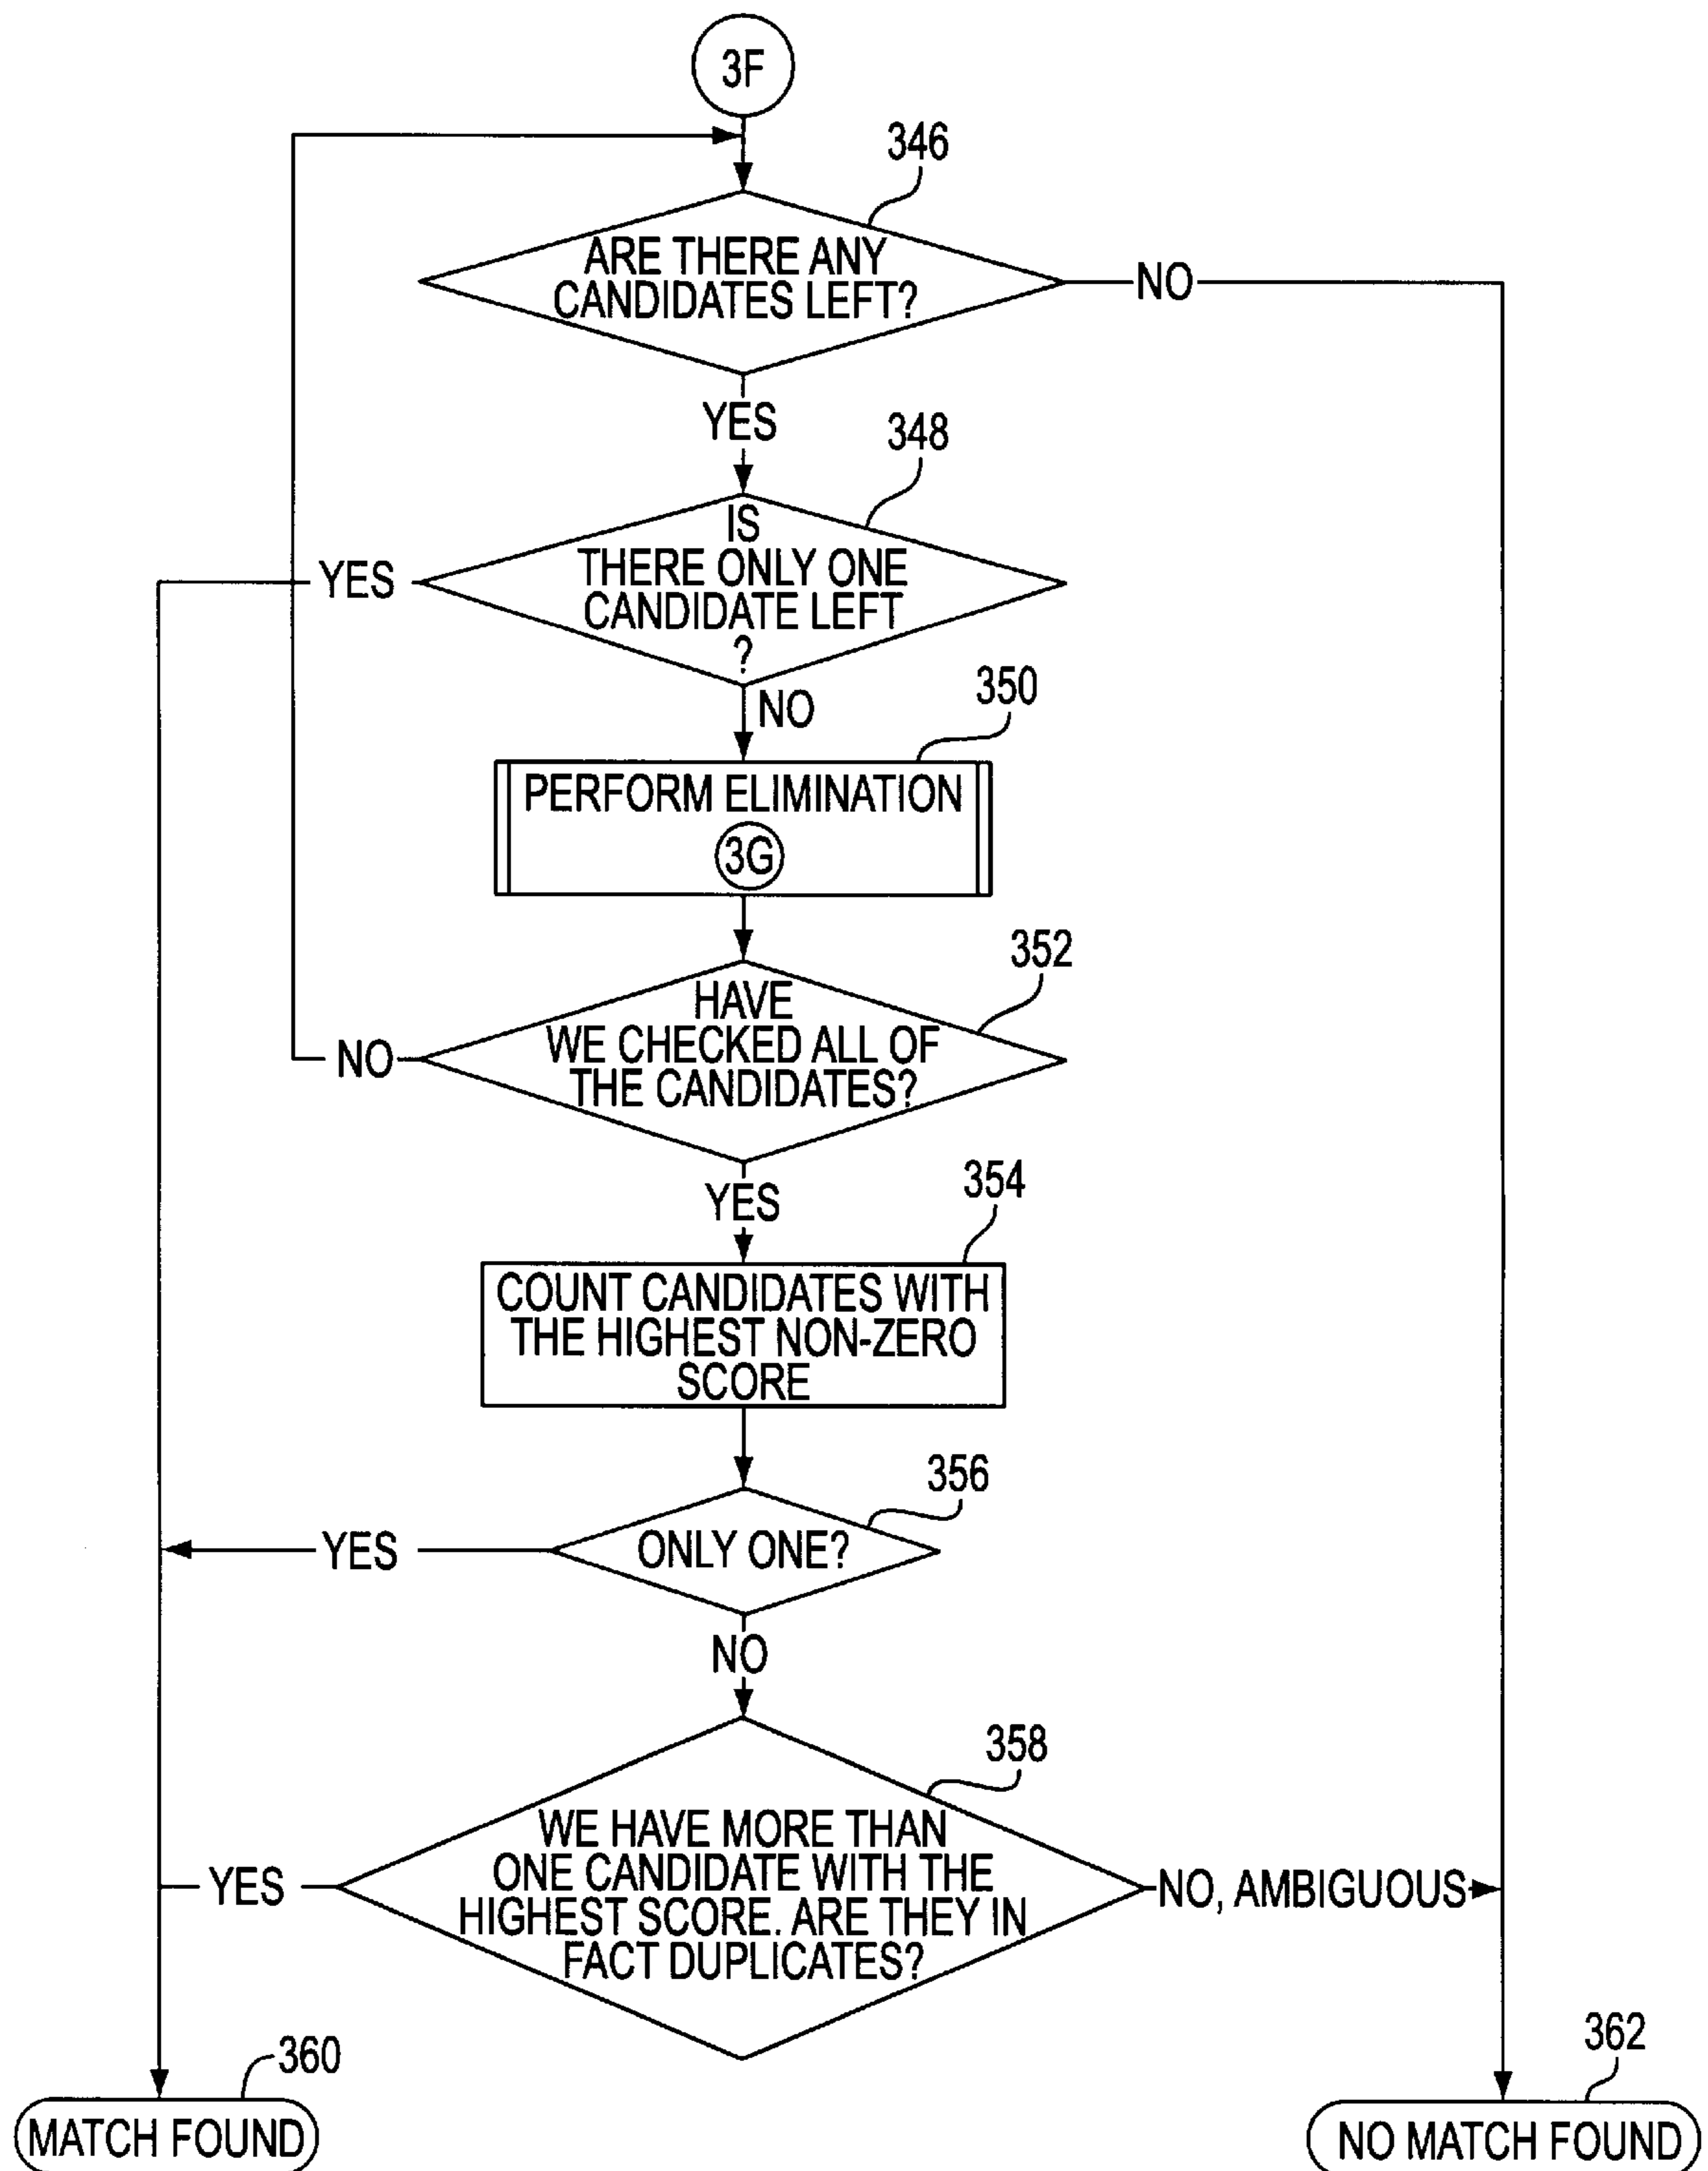 3F
346
ARE THERE ANY
CANDIDATES LEFT?
NO
YES
348
IS
THERE ONLY ONE
CANDIDATE LEFT
?
YES
NO
350
PERFORM ELIMINATION
3G
352
HAVE
WE CHECKED ALL OF
THE CANDIDATES?
NO
YES
354
COUNT CANDIDATES WITH
THE HIGHEST NON-ZERO
SCORE
356
ONLY ONE?
YES
NO
358
WE HAVE MORE THAN
ONE CANDIDATE WITH THE
HIGHEST SCORE. ARE THEY IN
FACT DUPLICATES?
YES
NO, AMBIGUOUS
360
MATCH FOUND
362
NO MATCH FOUND